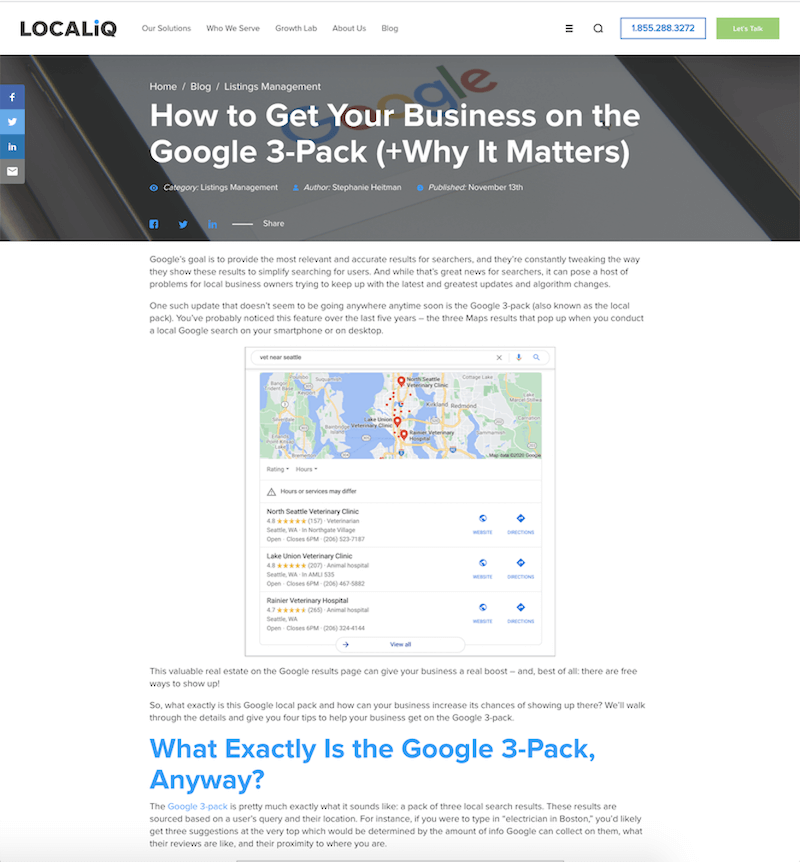 LOCALiQ Our Solutions Who We Serve Growth Lab About Us Blog 1.855.288.3272 Let's Talk
Home / Blog / Listings Management
Google
How to Get Your Business on the
Google 3-Pack (+Why It Matters)
Category: Listings Management Author: Stephanie Heitman Published: November 13th
Share
Google's goal is to provide the most relevant and accurate results for searchers, and they're constantly tweaking the way
they show these results to simplify searching for users. And while that's great news for searchers, it can pose a host of
problems for local business owners trying to keep up with the latest and greatest updates and algorithm changes.
One such update that doesn't seem to be going anywhere anytime soon is the Google 3-pack (also known as the local
pack). You've probably noticed this feature over the last five years – the three Maps results that pop up when you conduct
a local Google search on your smartphone or on desktop.
vet near seattle
North Seattle
Veterinary Clinic
Cottage Lake
Kirkland Redmond
Lake Union
Veterinary Clinic
Rainier Veterinary
Hospital
Map data ©2020 Google
Rating Hours
Hours or services may differ
North Seattle Veterinary Clinic
4.8 (157) · Veterinarian
Seattle, WA · In Northgate Village
Open · Closes 6PM · (206) 523-7187
WEBSITE DIRECTIONS
Lake Union Veterinary Clinic
4.8 (207) · Animal hospital
Seattle, WA · In AMLI 535
Open · Closes 6PM · (206) 467-5882
WEBSITE DIRECTIONS
Rainier Veterinary Hospital
4.7 (265) · Animal hospital
Seattle, WA
Open · Closes 6PM · (206) 324-4144
WEBSITE DIRECTIONS
View all
This valuable real estate on the Google results page can give your business a real boost – and, best of all: there are free
ways to show up!
So, what exactly is this Google local pack and how can your business increase its chances of showing up there? We'll walk
through the details and give you four tips to help your business get on the Google 3-pack.
What Exactly Is the Google 3-Pack,
Anyway?
The Google 3-pack is pretty much exactly what it sounds like: a pack of three local search results. These results are
sourced based on a user's query and their location. For instance, if you were to type in "electrician in Boston," you'd likely
get three suggestions at the very top which would be determined by the amount of info Google can collect on them, what
their reviews are like, and their proximity to where you are.